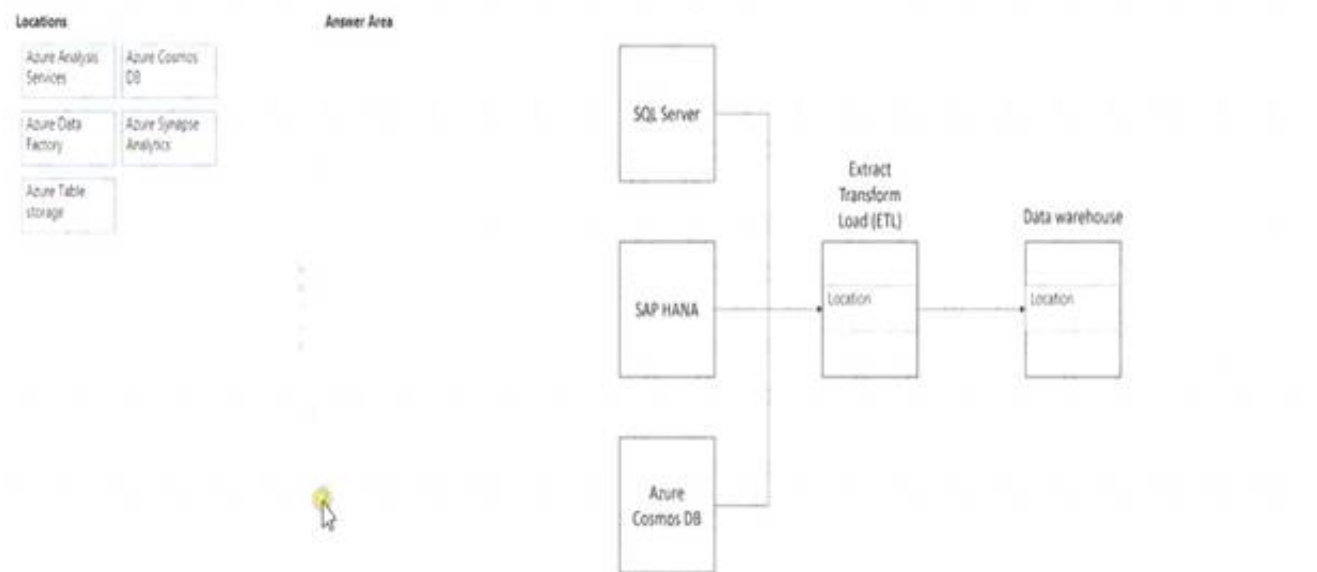 Locations
Answer Area
Azure Analysis
Services
Azure Cosmos
DB
Azure Data
Factory
Azure Synapse
Analytics
Azure Table
storage
SQL Server
SAP HANA
Azure
Cosmos DB
Extract
Transform
Load (ETL)
Location
Data warehouse
Location